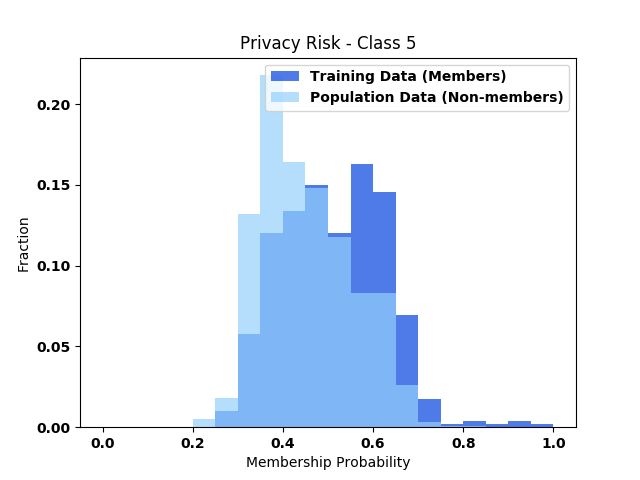 Privacy Risk - Class 5
Training Data (Members)
Population Data (Non-members)
Fraction
0.20
0.15
0.10
0.05
0.00
0.0 0.2 0.4 0.6 0.8 1.0
Membership Probability